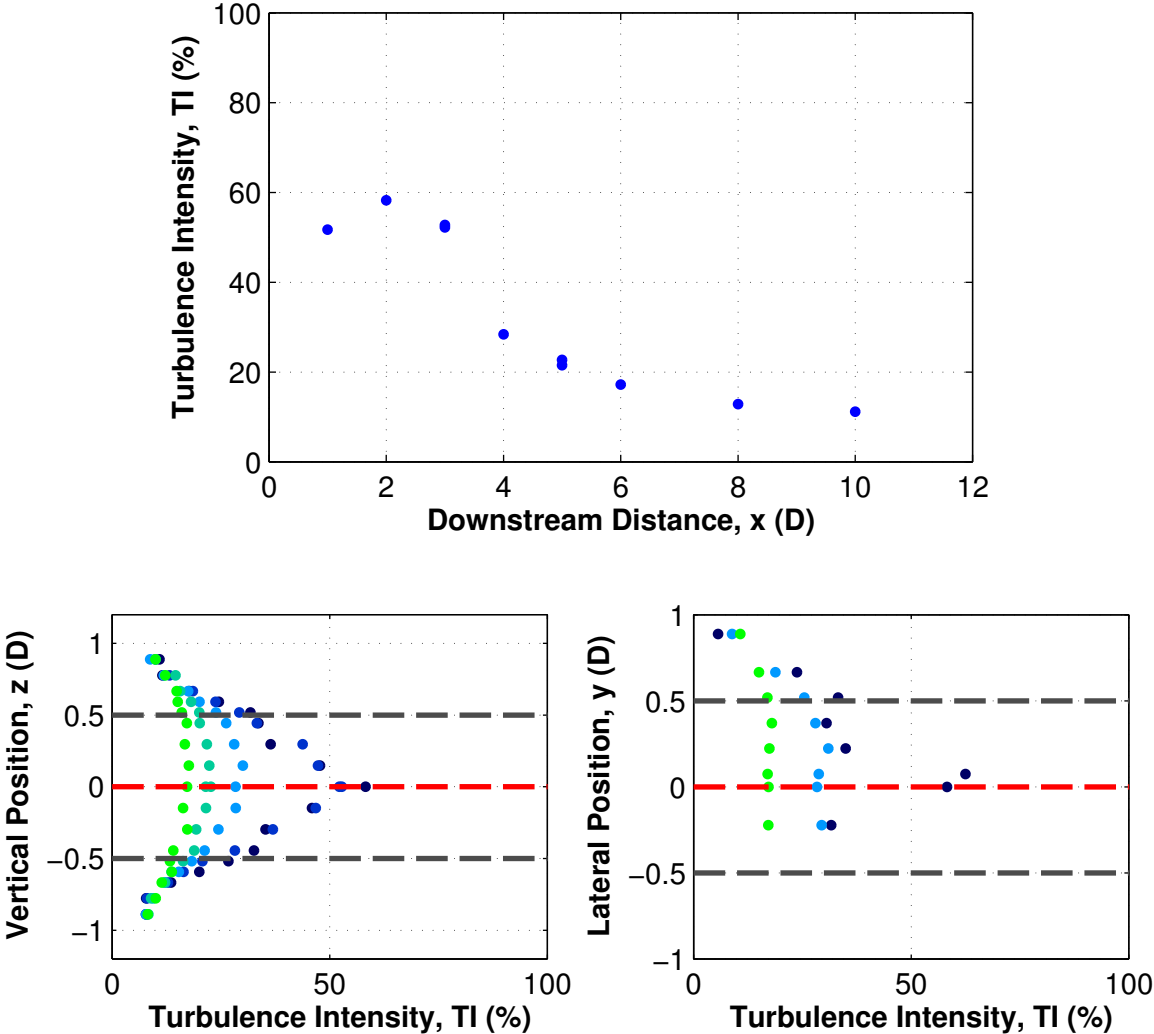 100
80
60
40
20
0
Turbulence Intensity, TI (%)
0 2 4 6 8 10 12
Downstream Distance, x (D)
1
0.5
0
−0.5
−1
Vertical Position, z (D)
0 50 100
Turbulence Intensity, TI (%)
1
0.5
0
−0.5
−1
Lateral Position, y (D)
0 50 100
Turbulence Intensity, TI (%)